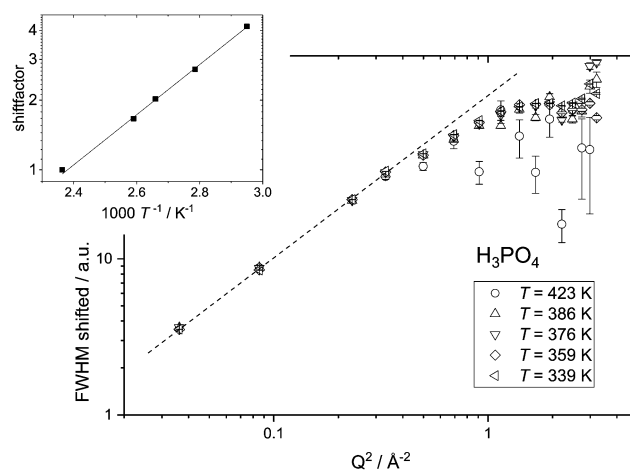 4
3
2
1
shiftfactor
2.4 2.6 2.8 3.0
1000 T⁻¹ / K⁻¹
10
1
FWHM shifted / a.u.
H₃PO₄
T = 423 K
T = 386 K
T = 376 K
T = 359 K
T = 339 K
0.1 1
Q² / Å⁻²